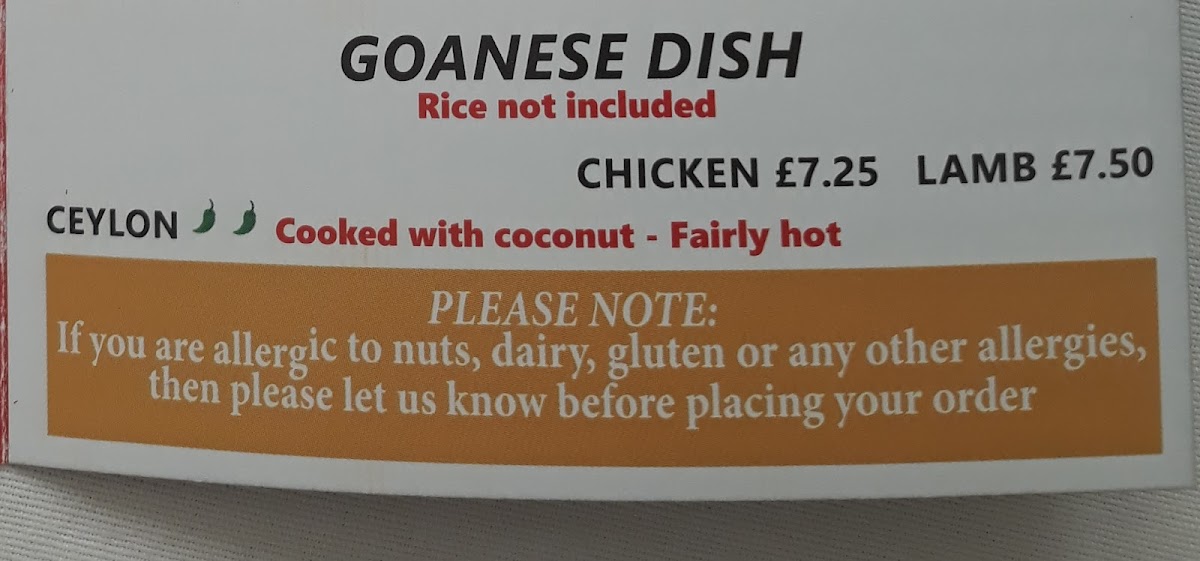 GOANESE DISH
Rice not included
CHICKEN £7.25 LAMB £7.50
CEYLON Cooked with coconut - Fairly hot
PLEASE NOTE:
If you are allergic to nuts, dairy, gluten or any other allergies,
then please let us know before placing your order